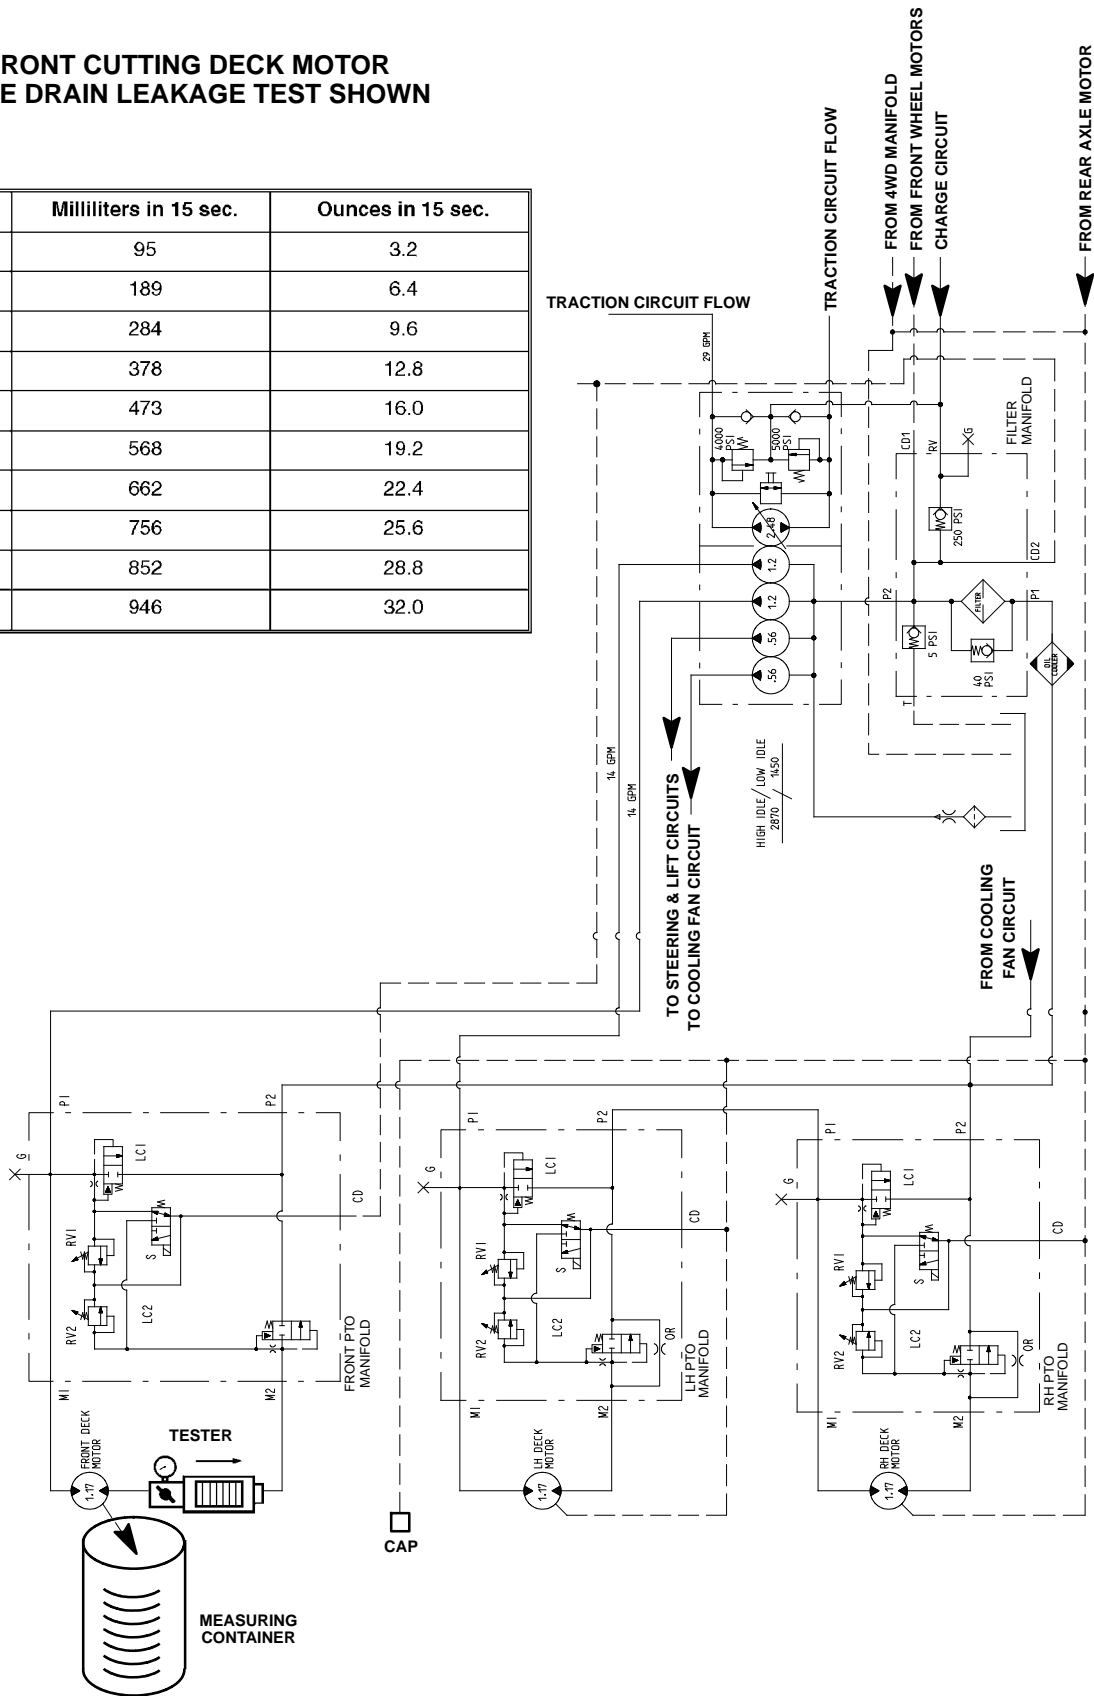 RONT CUTTING DECK MOTOR
E DRAIN LEAKAGE TEST SHOWN
Milliliters in 15 sec. Ounces in 15 sec.
95 3.2
189 6.4
284 9.6
378 12.8
473 16.0
568 19.2
662 22.4
756 25.6
852 28.8
946 32.0
TRACTION CIRCUIT FLOW
TRACTION CIRCUIT FLOW
FROM 4WD MANIFOLD
FROM FRONT WHEEL MOTORS
CHARGE CIRCUIT
FROM REAR AXLE MOTOR
29 GPM
4000
PSI
5000
PSI
2.48
1.2
1.2
.56
.56
CD1
RV
G
FILTER
MANIFOLD
250 PSI
CD2
P2
FILTER
P1
5 PSI
40
PSI
OIL
COOLER
T
HIGH IDLE/LOW IDLE
2870 / 1450
14 GPM
14 GPM
TO STEERING & LIFT CIRCUITS
TO COOLING FAN CIRCUIT
FROM COOLING
FAN CIRCUIT
P1
P2
G
LC1
RV1
S
CD
RV2
LC2
FRONT PTO
MANIFOLD
M1
M2
FRONT DECK
MOTOR
1.17
TESTER
MEASURING
CONTAINER
CAP
P1
P2
G
LC1
RV1
S
CD
RV2
LC2
OR
LH PTO
MANIFOLD
M1
M2
LH DECK
MOTOR
1.17
P1
P2
G
LC1
RV1
S
CD
RV2
LC2
OR
RH PTO
MANIFOLD
M1
M2
RH DECK
MOTOR
1.17